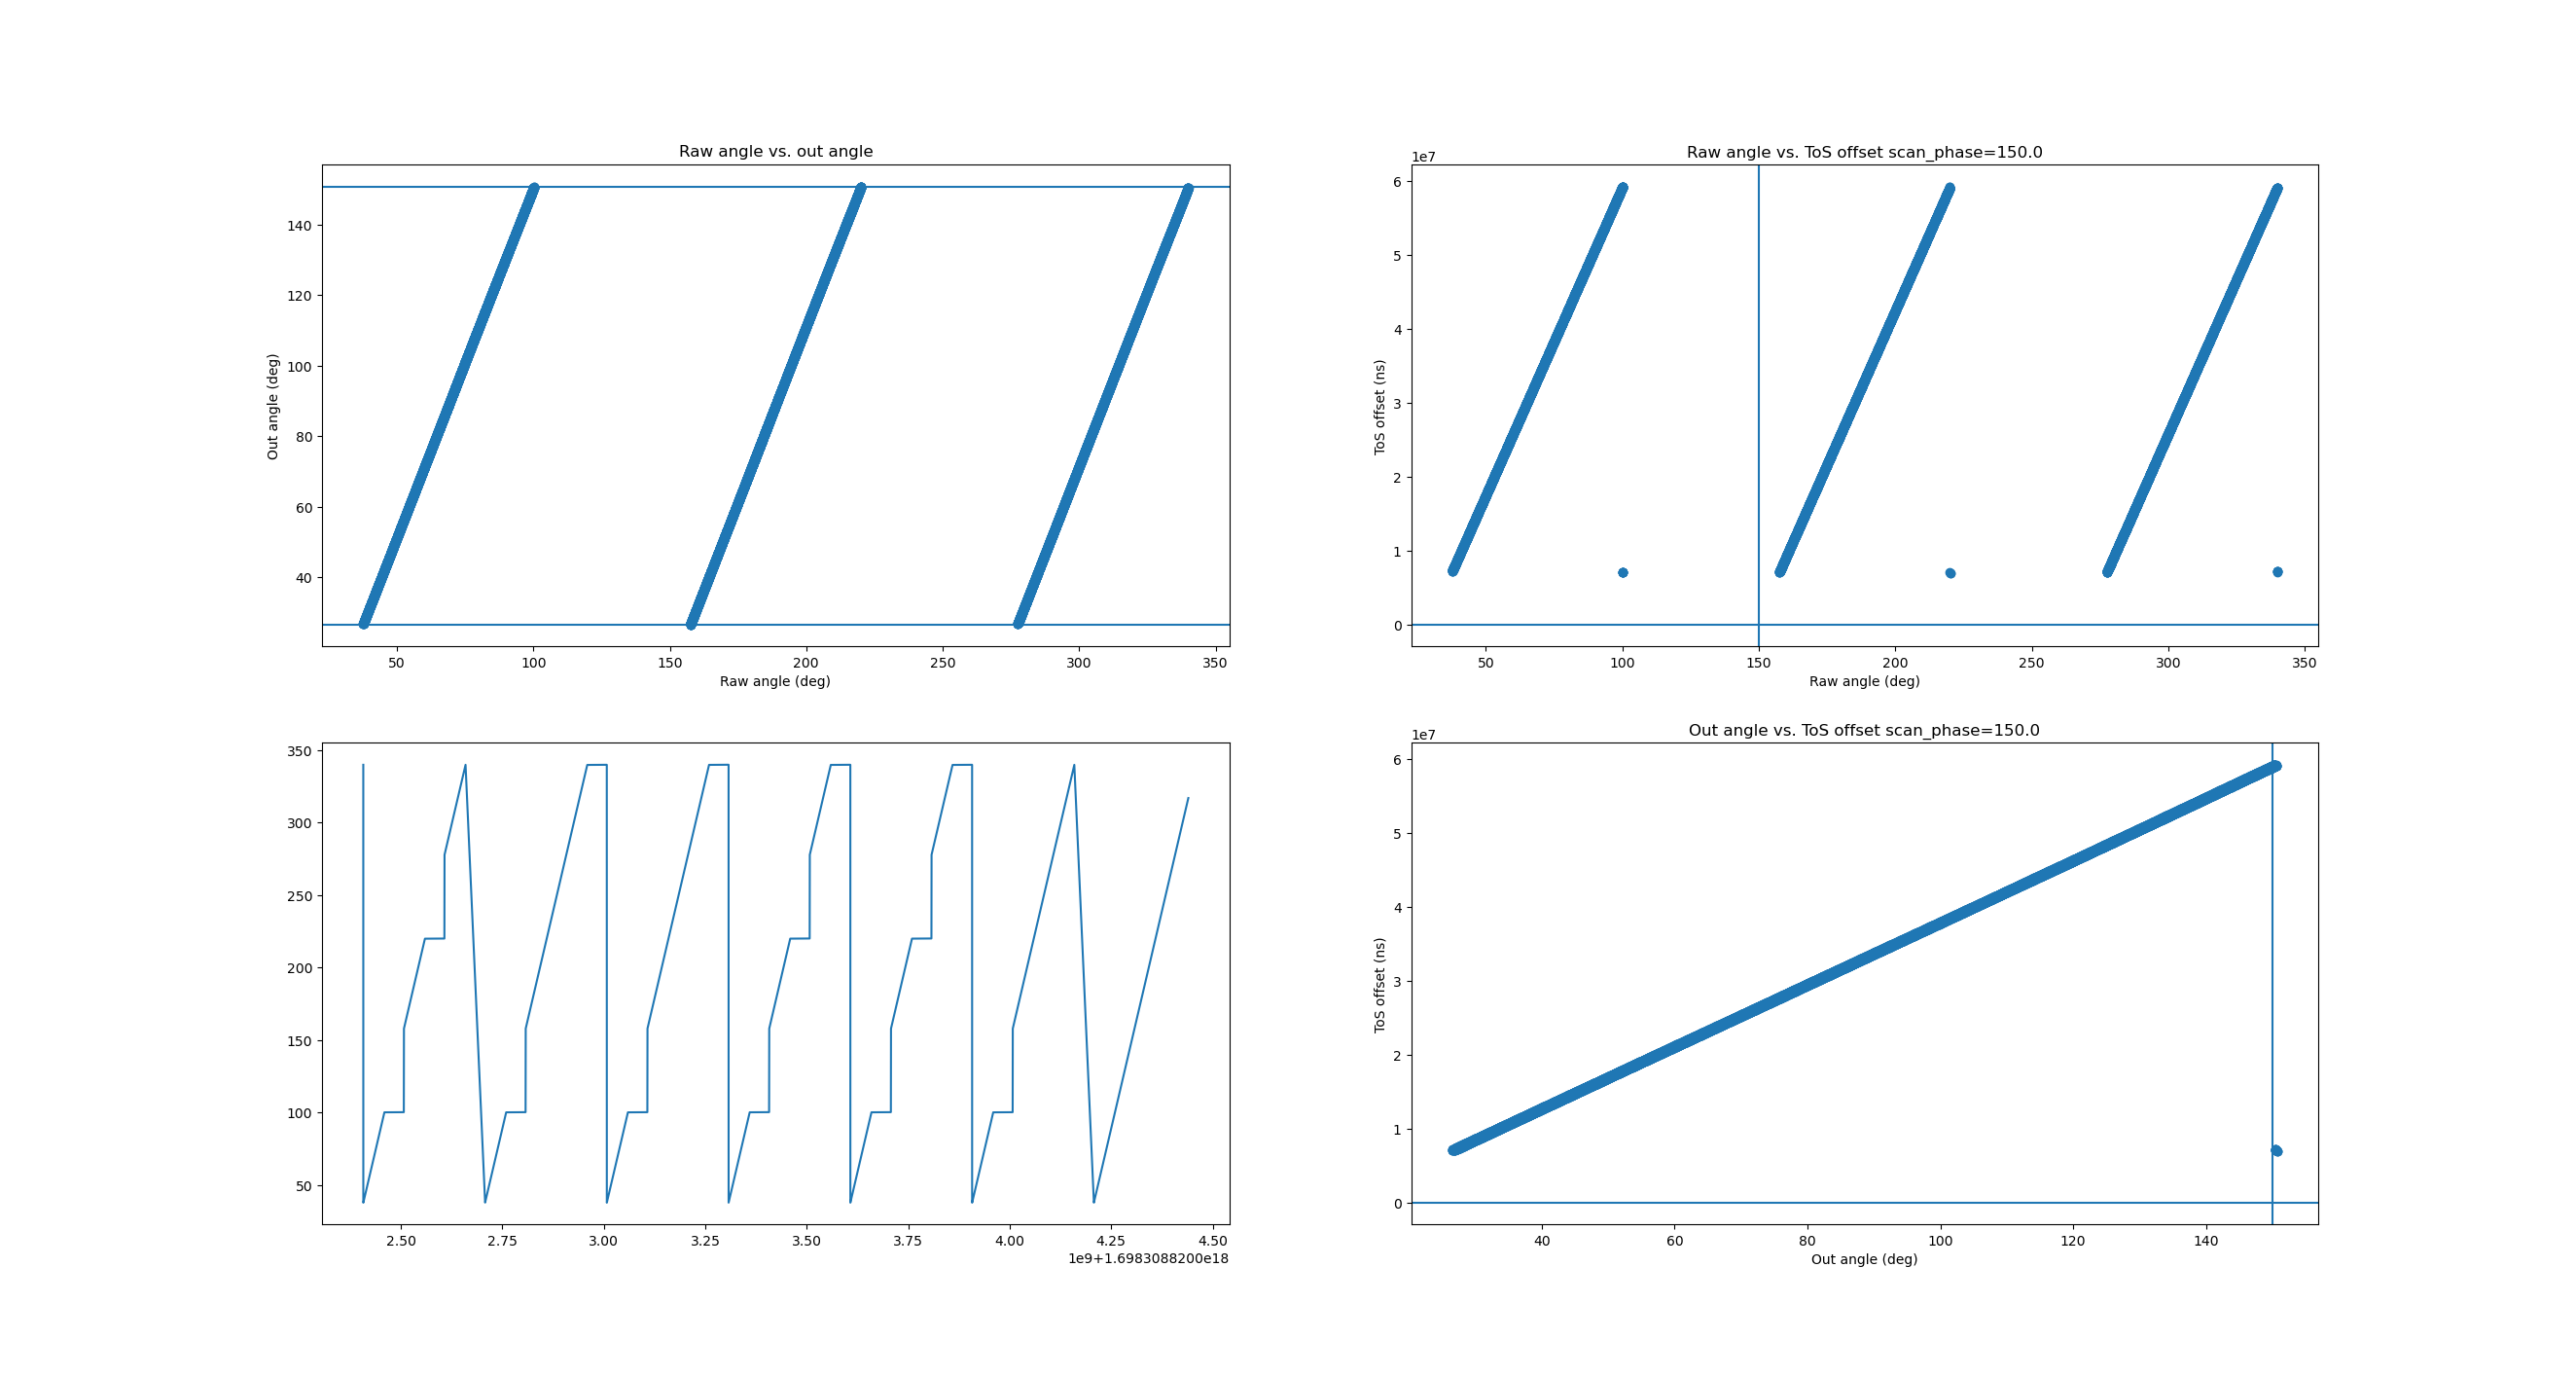 Raw angle vs. out angle
Out angle (deg)
140
120
100
80
60
40
50 100 150 200 250 300 350
Raw angle (deg)
Raw angle vs. ToS offset scan_phase=150.0
1e7
ToS offset (ns)
6
5
4
3
2
1
0
50 100 150 200 250 300 350
Raw angle (deg)
350
300
250
200
150
100
50
2.50 2.75 3.00 3.25 3.50 3.75 4.00 4.25 4.50
1e9+1.6983088200e18
Out angle vs. ToS offset scan_phase=150.0
1e7
ToS offset (ns)
6
5
4
3
2
1
0
40 60 80 100 120 140
Out angle (deg)